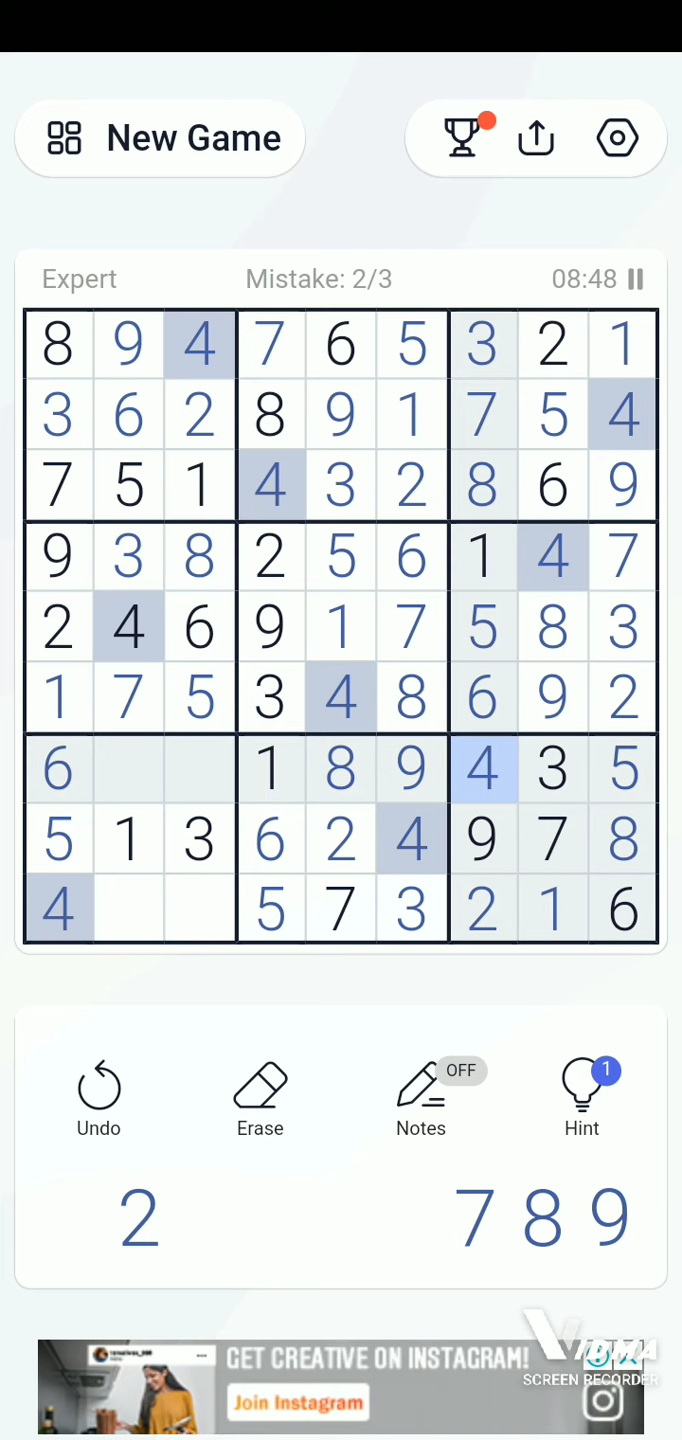 New Game
Expert Mistake: 2/3 08:48
8 9 4 7 6 5 3 2 1
3 6 2 8 9 1 7 5 4
7 5 1 4 3 2 8 6 9
9 3 8 2 5 6 1 4 7
2 4 6 9 1 7 5 8 3
1 7 5 3 4 8 6 9 2
6 1 8 9 4 3 5
5 1 3 6 2 4 9 7 8
4 5 7 3 2 1 6
OFF 1
Undo Erase Notes Hint
2 7 8 9
GET CREATIVE ON INSTAGRAM!
Join Instagram
VIDMA
SCREEN RECORDER